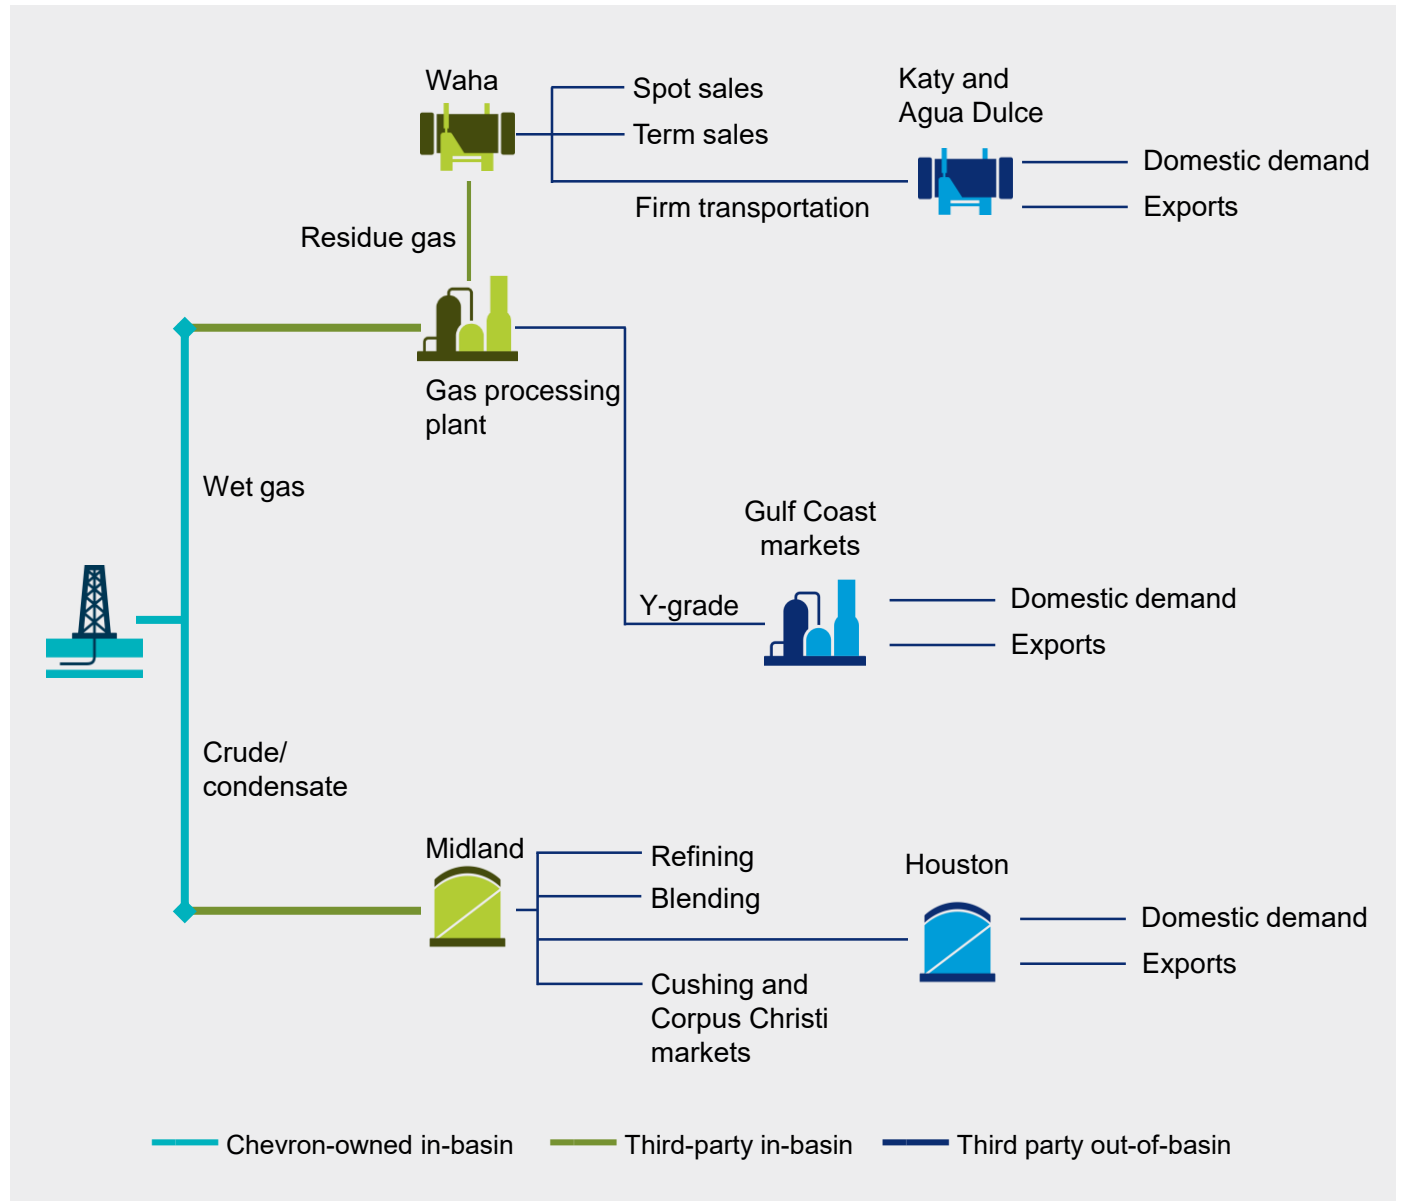 Waha
Spot sales
Term sales
Firm transportation
Katy and
Agua Dulce
Domestic demand
Exports
Residue gas
Gas processing
plant
Wet gas
Gulf Coast
markets
Y-grade
Domestic demand
Exports
Crude/
condensate
Midland
Refining
Blending
Cushing and
Corpus Christi
markets
Houston
Domestic demand
Exports
Chevron-owned in-basin
Third-party in-basin
Third party out-of-basin